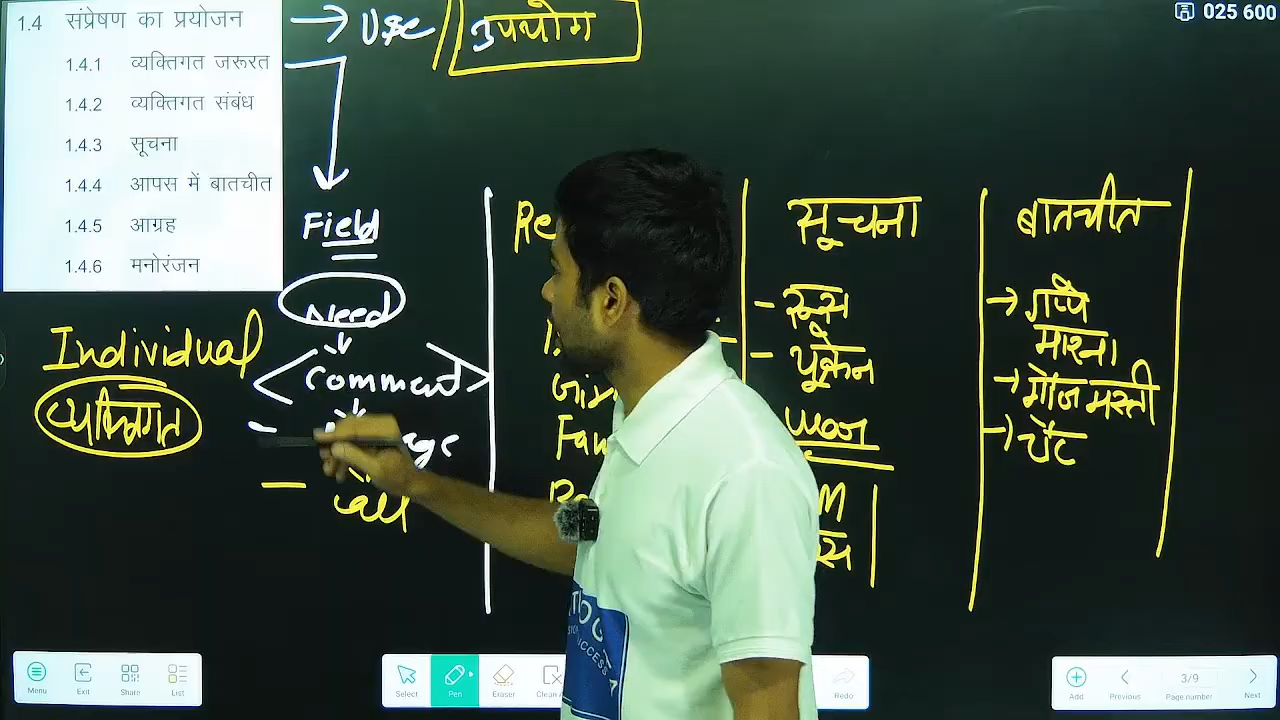 1.4 संप्रेषण का प्रयोजन
1.4.1 व्यक्तिगत जरूरत
1.4.2 व्यक्तिगत संबंध
1.4.3 सूचना
1.4.4 आपस में बातचीत
1.4.5 आग्रह
1.4.6 मनोरंजन
→ Use // उपयोग
025 600
Field
Need
Comment
Call
Individual
व्यक्तिगत
Re
सूचना
- रूस
- यूक्रेन
बातचीत
→ गप्पे
मारना
→ मौज मस्ती
→ चैट
Menu
Exit
Share
List
Select
Pen
Eraser
Redo
Add
Previous
3/9
Page number
Next